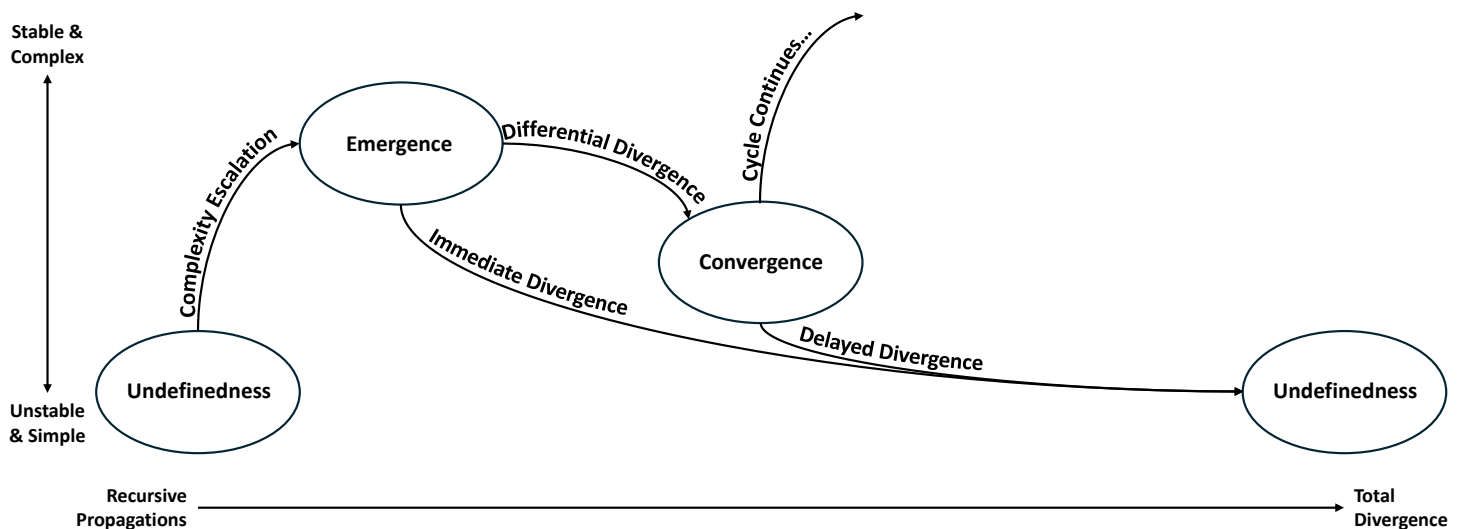 Stable &
Complex
Cycle Continues...
Complexity Escalation
Emergence
Differential Divergence
Immediate Divergence
Convergence
Delayed Divergence
Undefinedness
Undefinedness
Unstable
& Simple
Recursive
Propagations
Total
Divergence